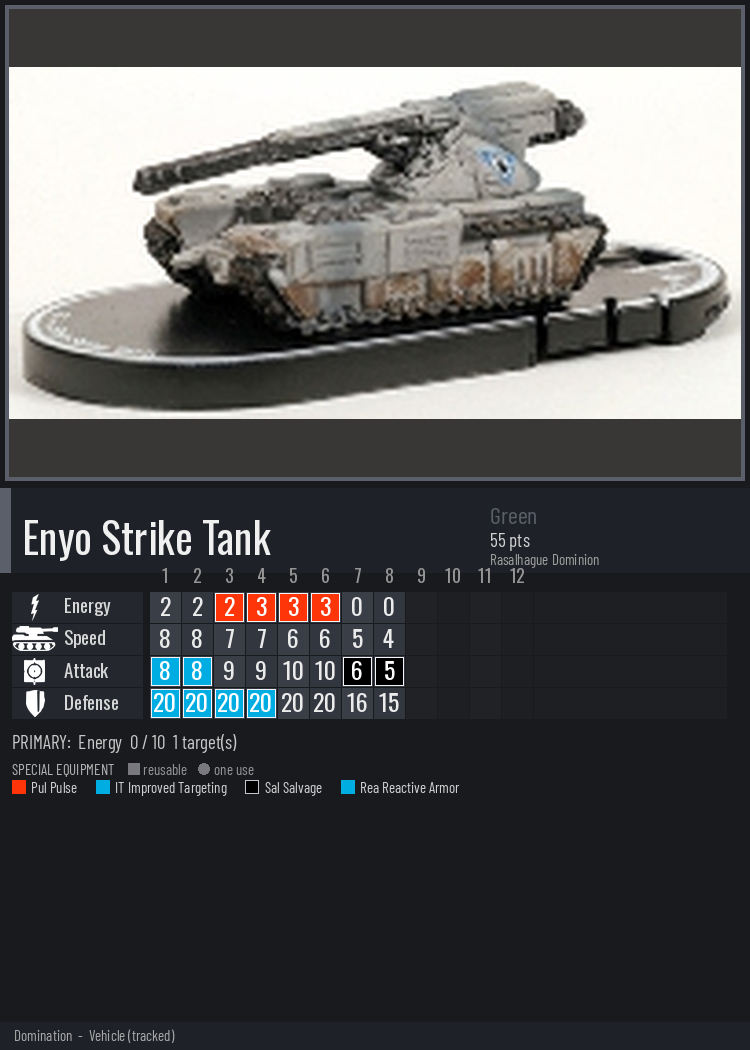 Enyo Strike Tank
Green
55 pts
Rasalhague Dominion
1 2 3 4 5 6 7 8 9 10 11 12
Energy 2 2 2 3 3 3 0 0
Speed 8 8 7 7 6 6 5 4
Attack 8 8 9 9 10 10 6 5
Defense 20 20 20 20 20 20 16 15
PRIMARY: Energy 0 / 10 1 target(s)
SPECIAL EQUIPMENT reusable one use
Pul Pulse IT Improved Targeting Sal Salvage Rea Reactive Armor
Domination - Vehicle (tracked)